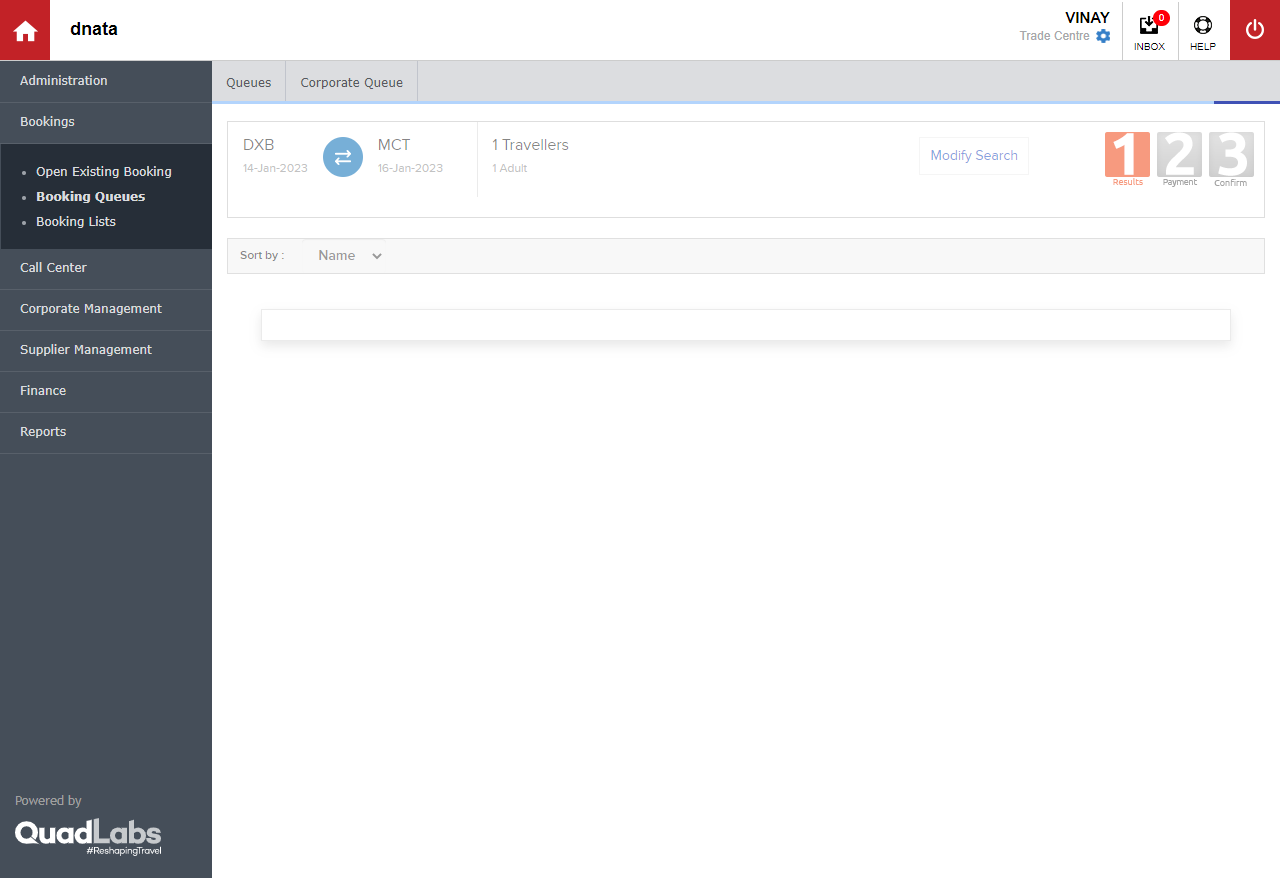 dnata
VINAY
Trade Centre
0
INBOX
HELP
Administration
Bookings
Open Existing Booking
Booking Queues
Booking Lists
Call Center
Corporate Management
Supplier Management
Finance
Reports
Powered by
QuadLabs
#ReshapingTravel
Queues
Corporate Queue
DXB
14-Jan-2023
MCT
16-Jan-2023
1 Travellers
1 Adult
Modify Search
1
Results
2
Payment
3
Confirm
Sort by :
Name